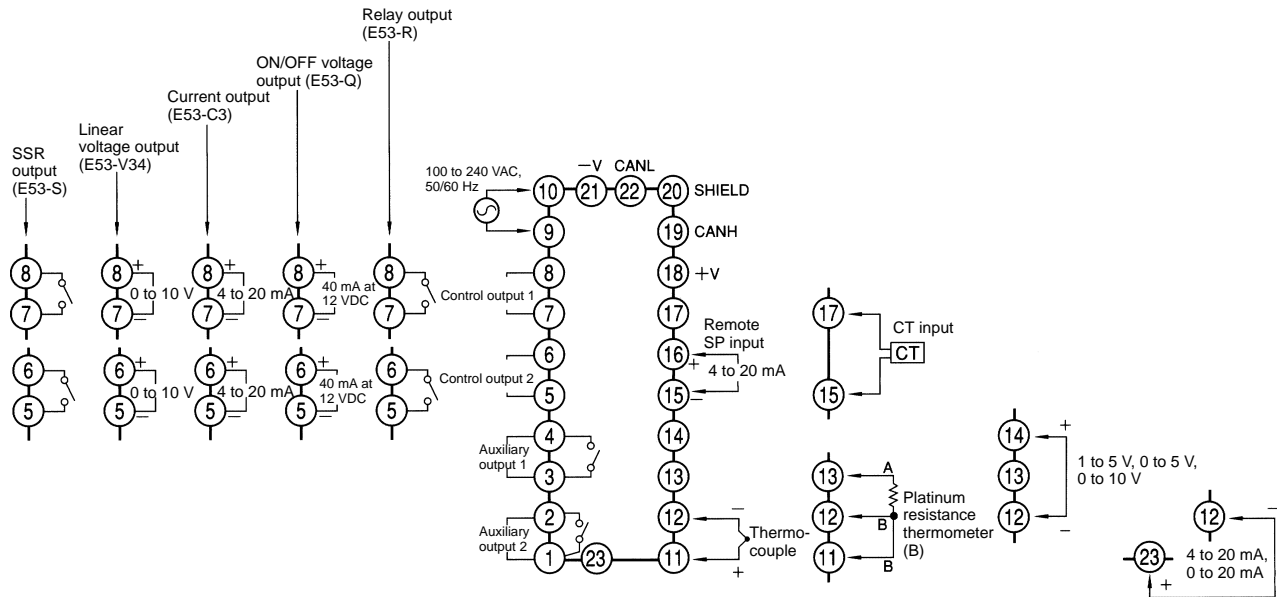 Relay output
(E53-R)
ON/OFF voltage
output (E53-Q)
Current output
(E53-C3)
Linear
voltage output
(E53-V34)
SSR
output
(E53-S)
100 to 240 VAC,
50/60 Hz
−V CANL
10 21 22 20 SHIELD
9 19 CANH
8 8 + 8 + 8 + 8 8 18 +V
0 to 10 V 4 to 20 mA 40 mA at
12 VDC Control output 1
7 7 − 7 − 7 − 7 7 17 17
Remote
SP input
CT input
CT
6 6 + 6 + 6 + 6 6 16 +
4 to 20 mA
0 to 10 V 4 to 20 mA 40 mA at
12 VDC Control output 2
5 5 − 5 − 5 − 5 5 15 − 15
4 14 14 +
Auxiliary
output 1
1 to 5 V, 0 to 5 V,
0 to 10 V
3 13 13 A 13
Platinum
resistance
thermometer
(B)
2 12 − 12 B 12 − 12 −
Auxiliary
output 2
Thermo-
couple
1 23 11 + 11 B 23 +
4 to 20 mA,
0 to 20 mA